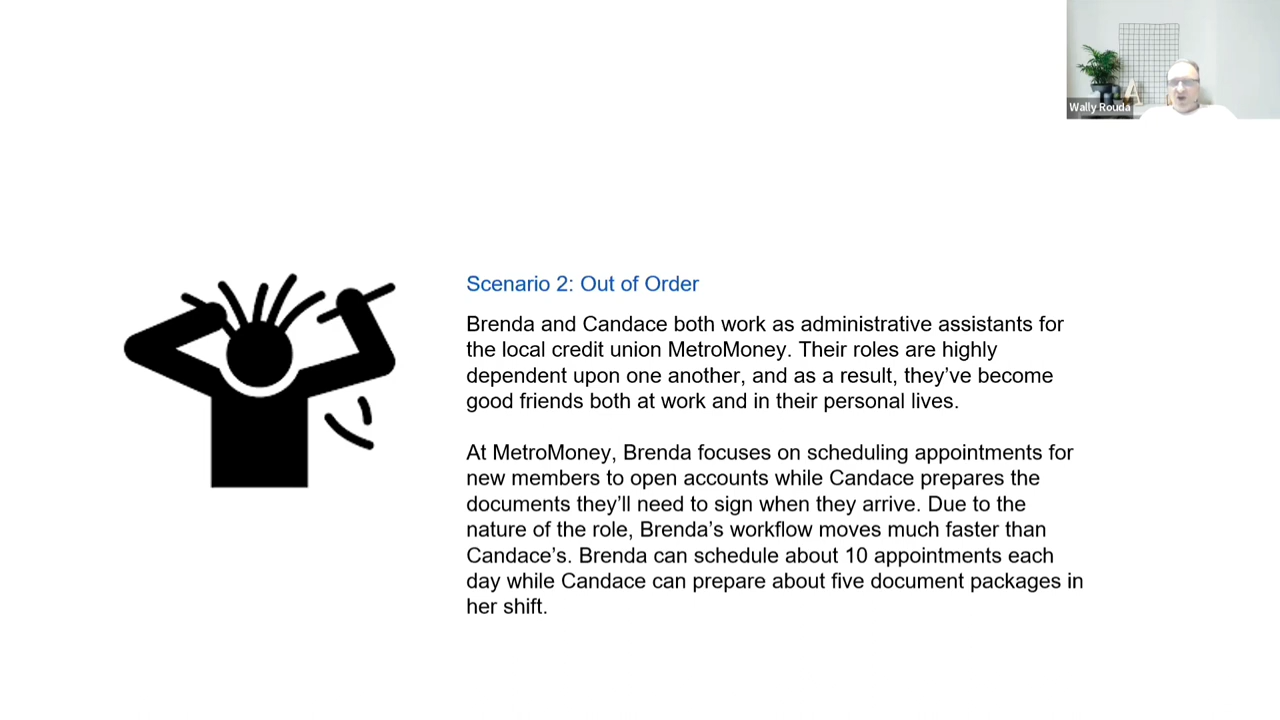 Wally Rouda
Scenario 2: Out of Order
Brenda and Candace both work as administrative assistants for
the local credit union MetroMoney. Their roles are highly
dependent upon one another, and as a result, they’ve become
good friends both at work and in their personal lives.
At MetroMoney, Brenda focuses on scheduling appointments for
new members to open accounts while Candace prepares the
documents they’ll need to sign when they arrive. Due to the
nature of the role, Brenda’s workflow moves much faster than
Candace’s. Brenda can schedule about 10 appointments each
day while Candace can prepare about five document packages in
her shift.